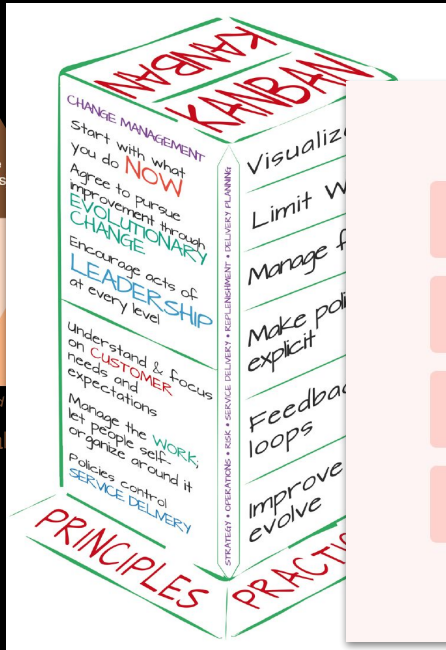 KANBAN
KANBAN
CHANGE MANAGEMENT
Start with what
you do NOW
Agree to pursue
improvement through
EVOLUTIONARY
CHANGE
Encourage acts of
LEADERSHIP
at every level
Understand & focus
on CUSTOMER
needs and
expectations
Manage the WORK;
let people self-
organize around it
Policies control
SERVICE DELIVERY
STRATEGY • OPERATIONS • RISK • SERVICE DELIVERY • REPLENISHMENT • DELIVERY PLANNING
Visualiz
Limit W
Manage f
Make poli
explicit
Feedbac
loops
Improve
evolve
PRINCIPLES
PRACTIC